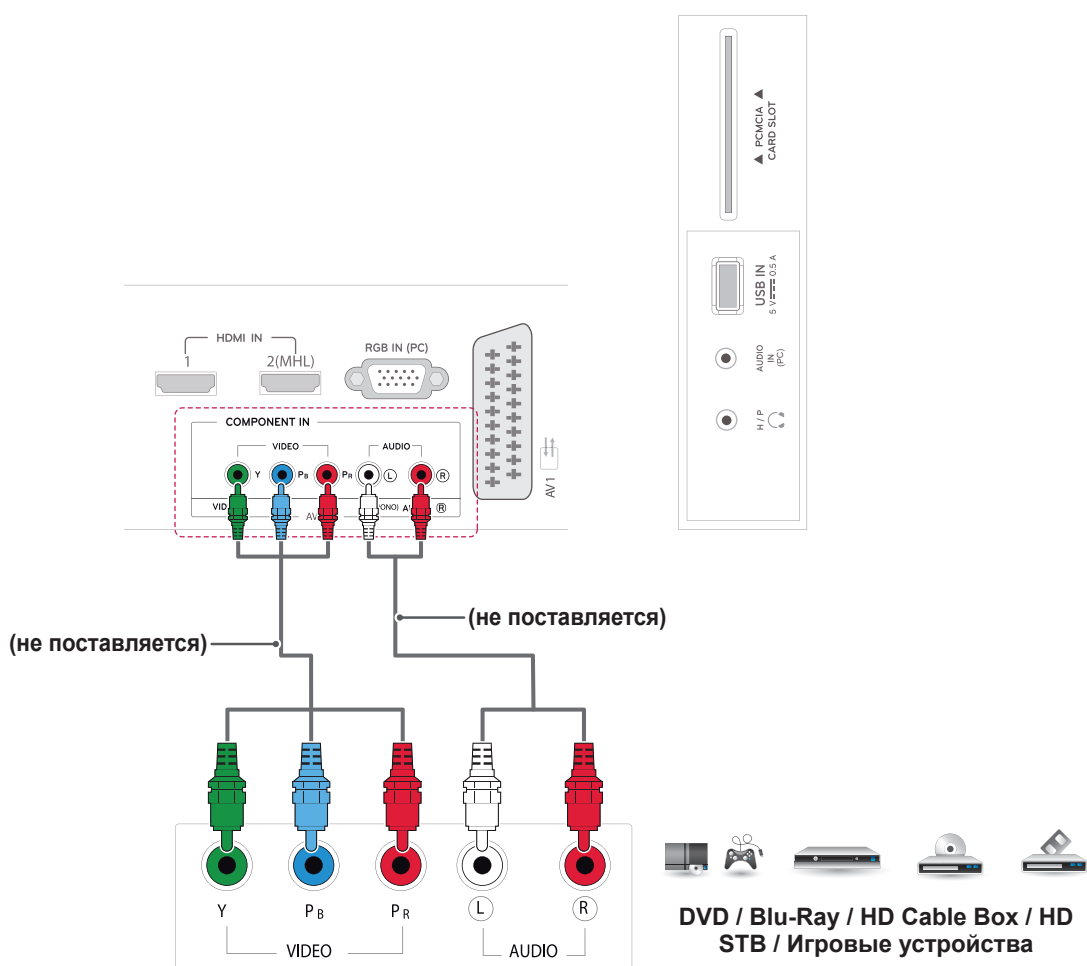 ▲ PCMCIA ▲
CARD SLOT
USB IN
5 V 0.5 A
AUDIO
IN
(PC)
H / P
HDMI IN
1
2(MHL)
RGB IN (PC)
AV1
COMPONENT IN
VIDEO
AUDIO
Y
PB
PR
L
R
R
(не поставляется)
(не поставляется)
Y
PB
PR
L
R
VIDEO
AUDIO
DVD / Blu-Ray / HD Cable Box / HD
STB / Игровые устройства